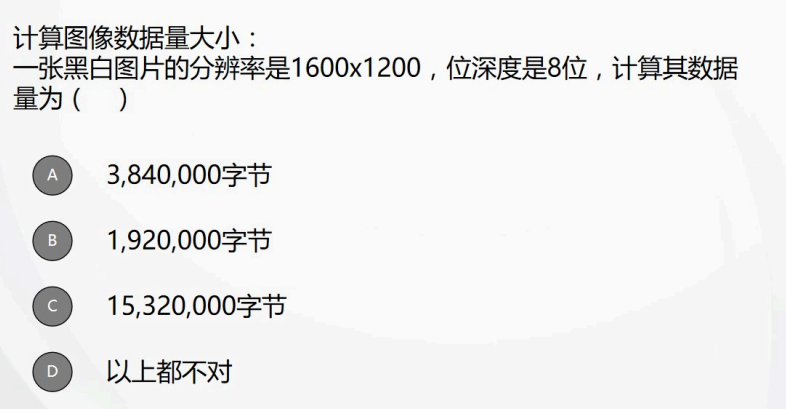 计算图像数据量大小：
一张黑白图片的分辨率是1600x1200，位深度是8位，计算其数据
量为（ ）
A 3,840,000字节
B 1,920,000字节
C 15,320,000字节
D 以上都不对